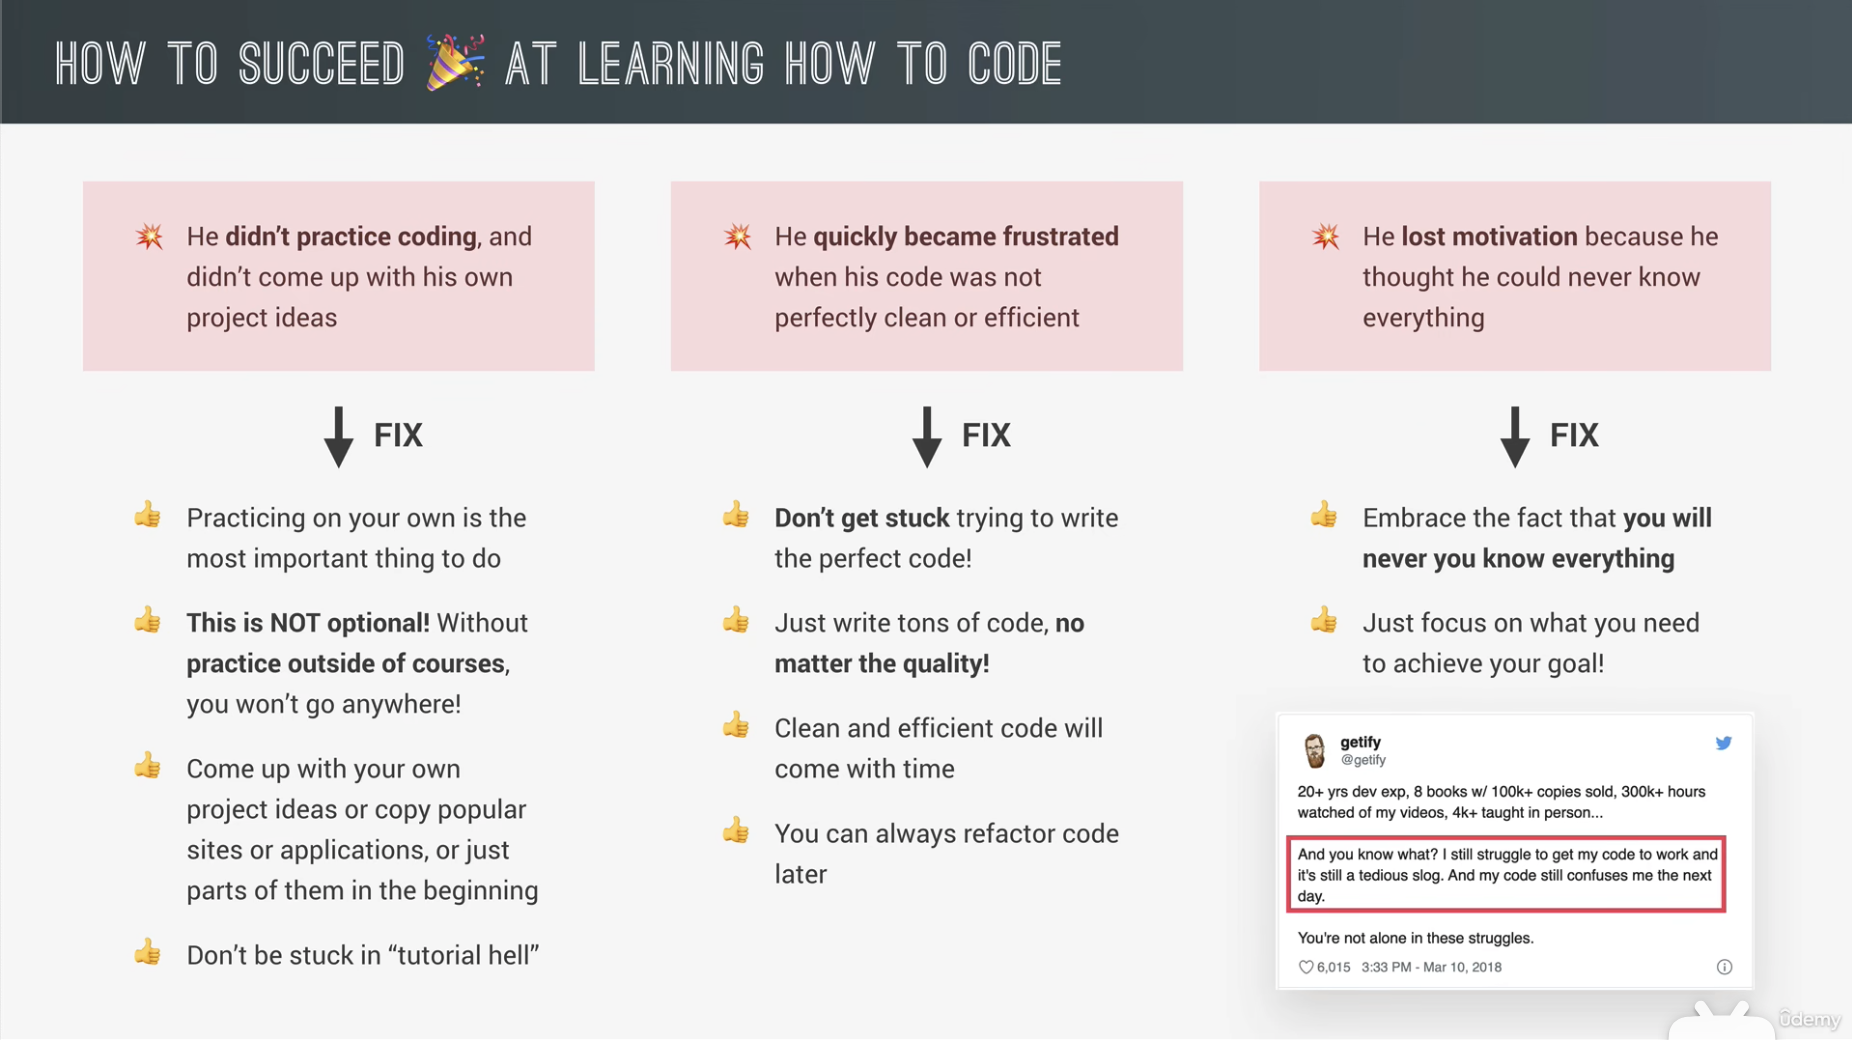 HOW TO SUCCEED 🎉 AT LEARNING HOW TO CODE
💥 He didn’t practice coding, and
didn’t come up with his own
project ideas
FIX
👍 Practicing on your own is the
most important thing to do
👍 This is NOT optional! Without
practice outside of courses,
you won’t go anywhere!
👍 Come up with your own
project ideas or copy popular
sites or applications, or just
parts of them in the beginning
👍 Don’t be stuck in “tutorial hell”
💥 He quickly became frustrated
when his code was not
perfectly clean or efficient
FIX
👍 Don’t get stuck trying to write
the perfect code!
👍 Just write tons of code, no
matter the quality!
👍 Clean and efficient code will
come with time
👍 You can always refactor code
later
💥 He lost motivation because he
thought he could never know
everything
FIX
👍 Embrace the fact that you will
never you know everything
👍 Just focus on what you need
to achieve your goal!
getify
@getify
20+ yrs dev exp, 8 books w/ 100k+ copies sold, 300k+ hours
watched of my videos, 4k+ taught in person...
And you know what? I still struggle to get my code to work and
it's still a tedious slog. And my code still confuses me the next
day.
You're not alone in these struggles.
6,015 3:33 PM - Mar 10, 2018
ûdemy